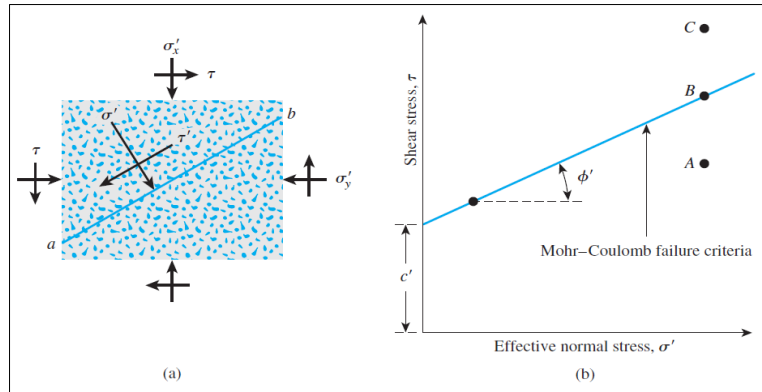 σ′x
τ
σ′
b
τ′
τ
σ′y
a
(a)
C
B
A
Shear stress, τ
ϕ′
Mohr–Coulomb failure criteria
c′
Effective normal stress, σ′
(b)